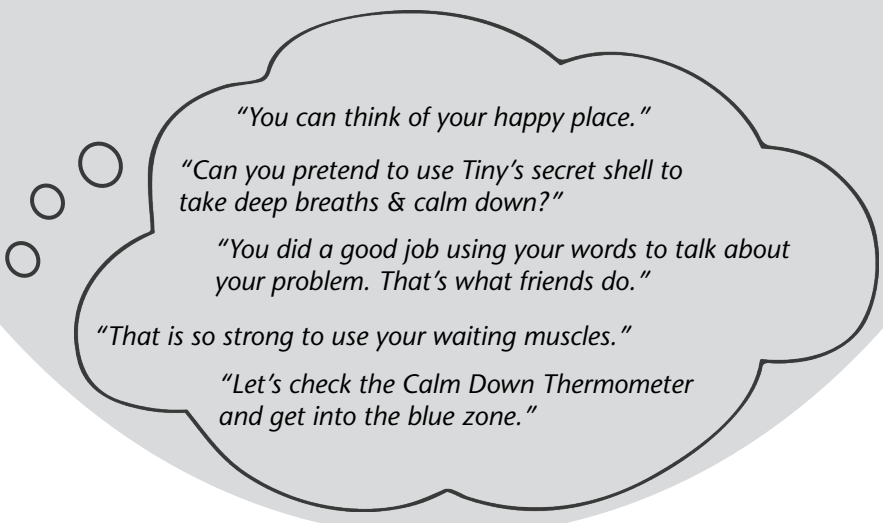 “You can think of your happy place.”
“Can you pretend to use Tiny’s secret shell to
take deep breaths & calm down?”
“You did a good job using your words to talk about
your problem. That’s what friends do.”
“That is so strong to use your waiting muscles.”
“Let’s check the Calm Down Thermometer
and get into the blue zone.”